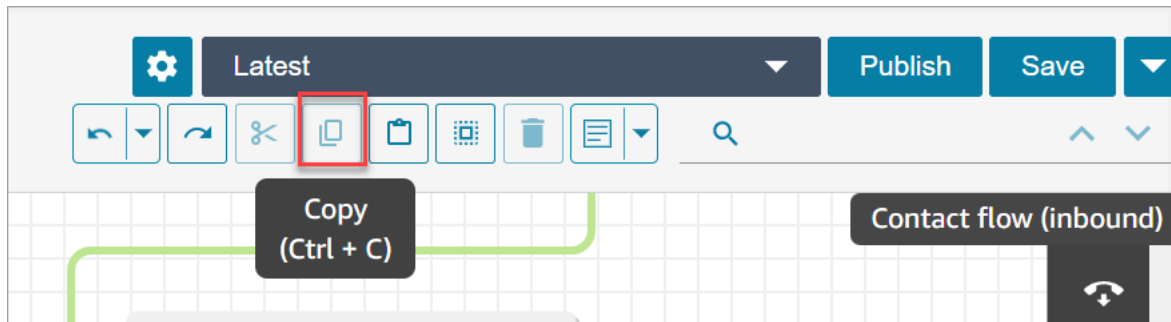 Latest
Publish
Save
Copy
(Ctrl + C)
Contact flow (inbound)